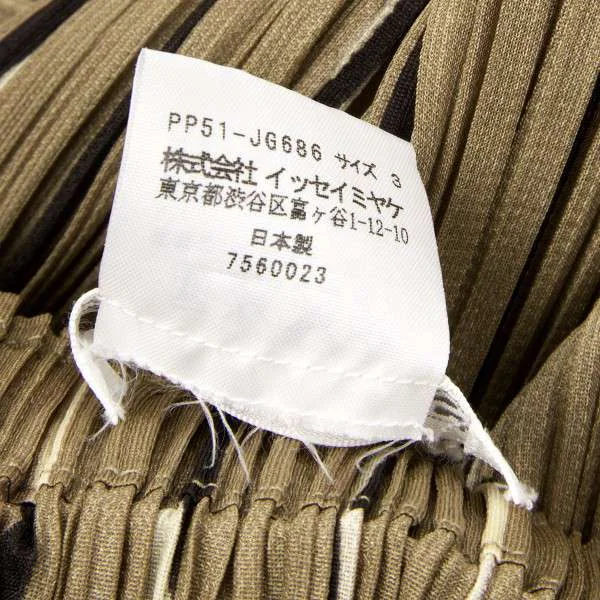 PP51-JG686 サイズ 3
株式会社 イッセイミヤケ
東京都渋谷区富ヶ谷1-12-10
日本製
7560023